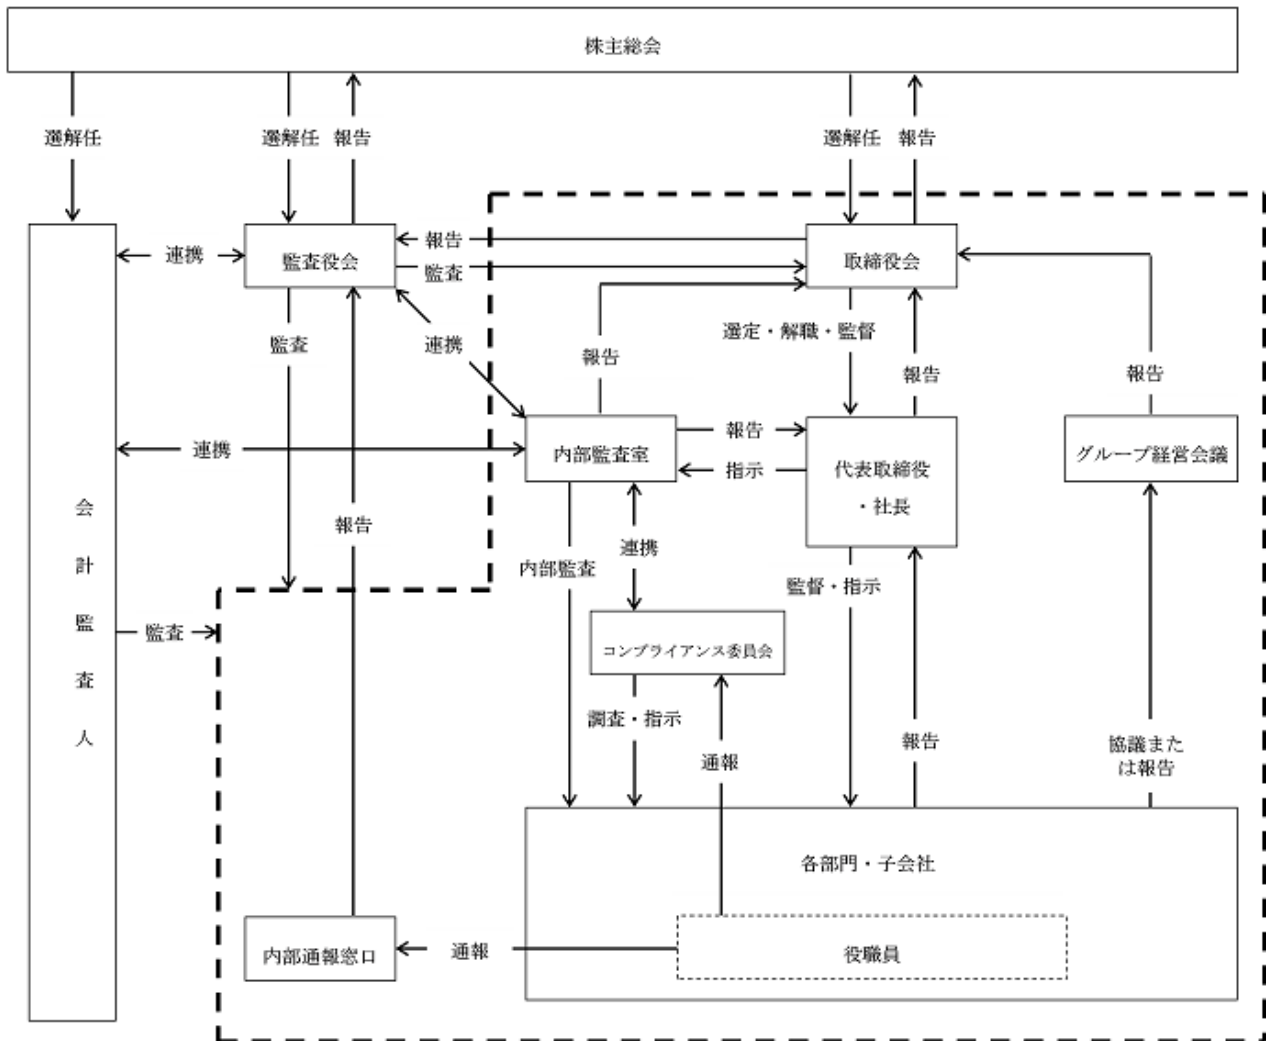 株主総会
選解任
選解任
報告
選解任
報告
連携
監査役会
報告
監査
取締役会
監査
連携
報告
選定・解職・監督
報告
報告
連携
内部監査室
報告
指示
代表取締役
・社長
グループ経営会議
会計監査人
報告
連携
内部監査
監督・指示
監査
コンプライアンス委員会
調査・指示
通報
報告
協議また
は報告
各部門・子会社
内部通報窓口
通報
役職員